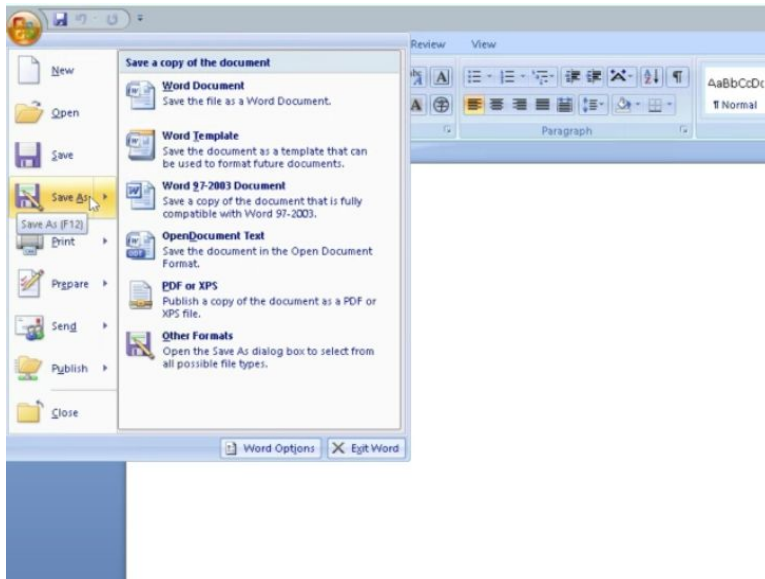 Review View
New
Open
Save
Save As
Save As (F12)
Print
Prepare
Send
Publish
Close
Save a copy of the document
Word Document
Save the file as a Word Document.
Word Template
Save the document as a template that can
be used to format future documents.
Word 97-2003 Document
Save a copy of the document that is fully
compatible with Word 97-2003.
OpenDocument Text
Save the document in the Open Document
Format.
PDF or XPS
Publish a copy of the document as a PDF or
XPS file.
Other Formats
Open the Save As dialog box to select from
all possible file types.
Word Options Exit Word
Paragraph
AaBbCcDc
¶ Normal